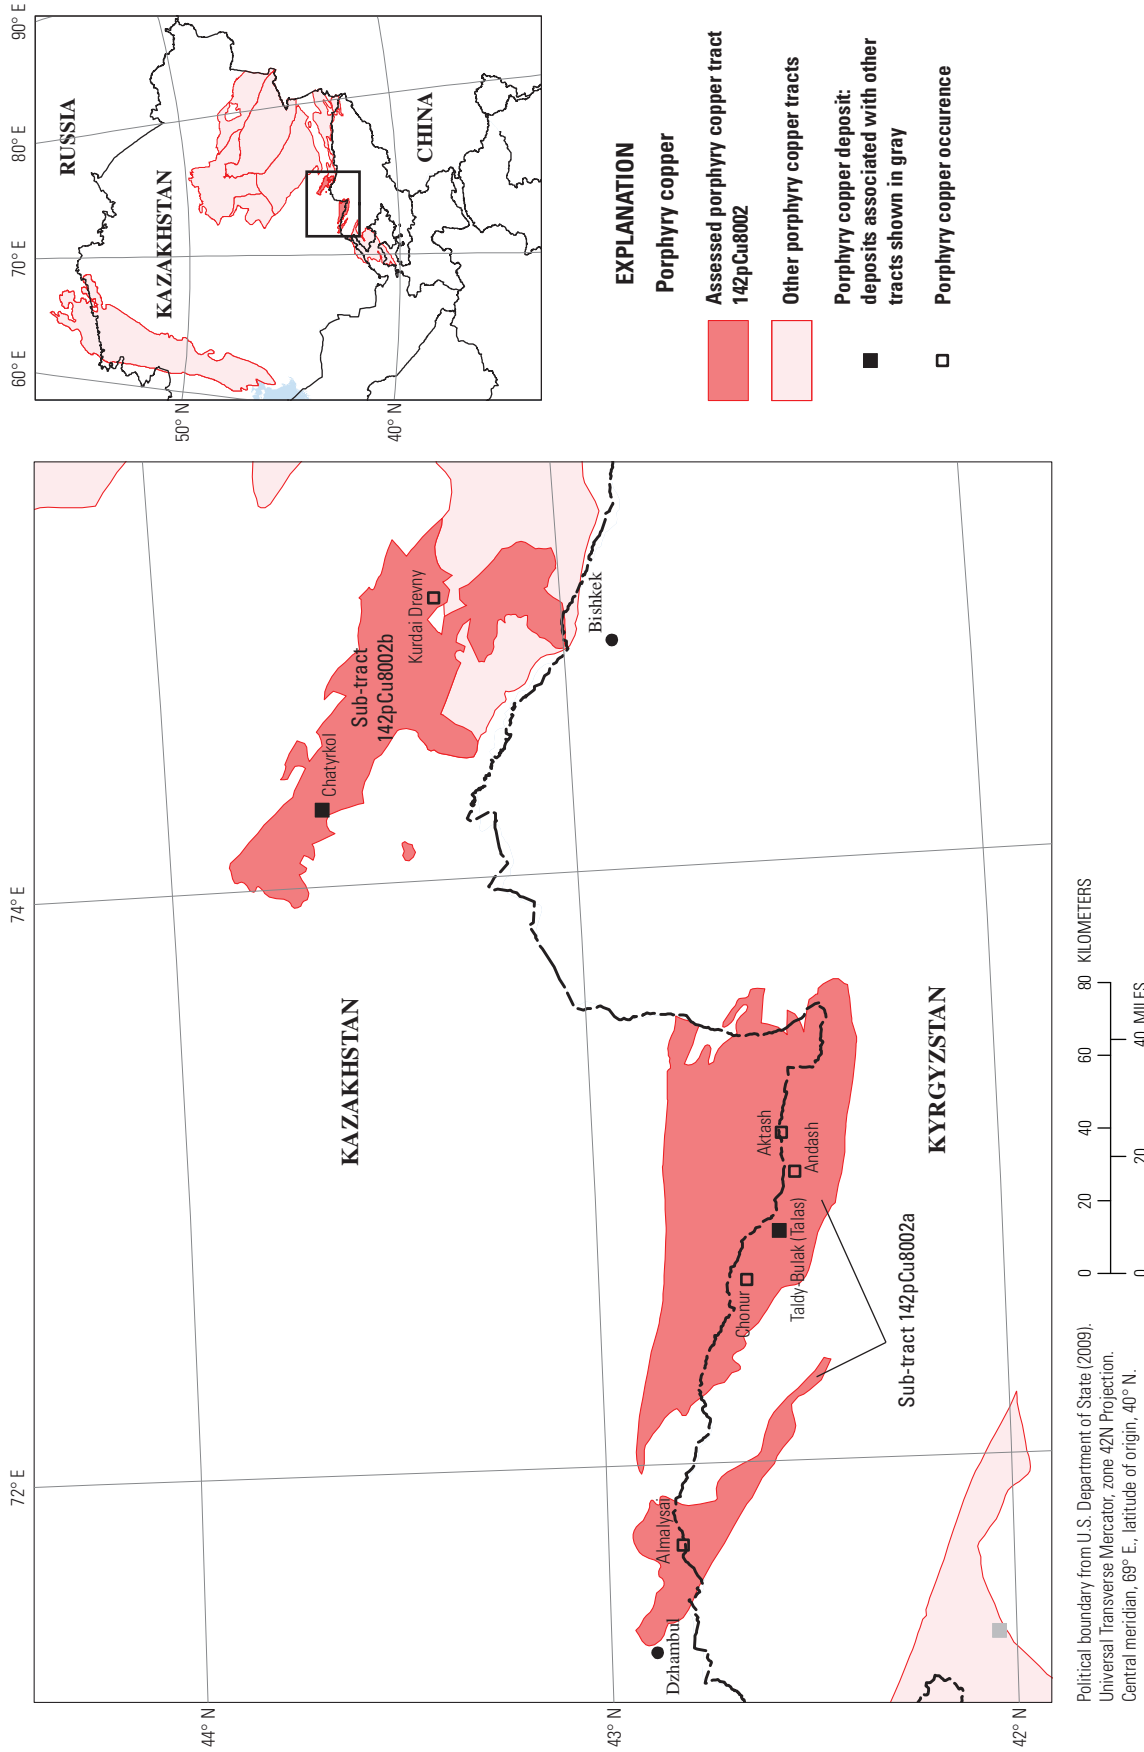 72° E
74° E
44° N
43° N
42° N
KAZAKHSTAN
KYRGYZSTAN
Chatyrkol
Sub-tract
142pCu8002b
Kurdai Drevny
Bishkek
Aktash
Andash
Taldy-Bulak (Talas)
Chonur
Sub-tract 142pCu8002a
Almalysai
Dzhambul
60° E
70° E
80° E
90° E
50° N
40° N
RUSSIA
KAZAKHSTAN
CHINA
EXPLANATION
Porphyry copper
Assessed porphyry copper tract
142pCu8002
Other porphyry copper tracts
Porphyry copper deposit:
deposits associated with other
tracts shown in gray
Porphyry copper occurence
Political boundary from U.S. Department of State (2009).
Universal Transverse Mercator, zone 42N Projection.
Central meridian, 69° E., latitude of origin, 40° N.
0 20 40 60 80 KILOMETERS
0 20 40 MILES